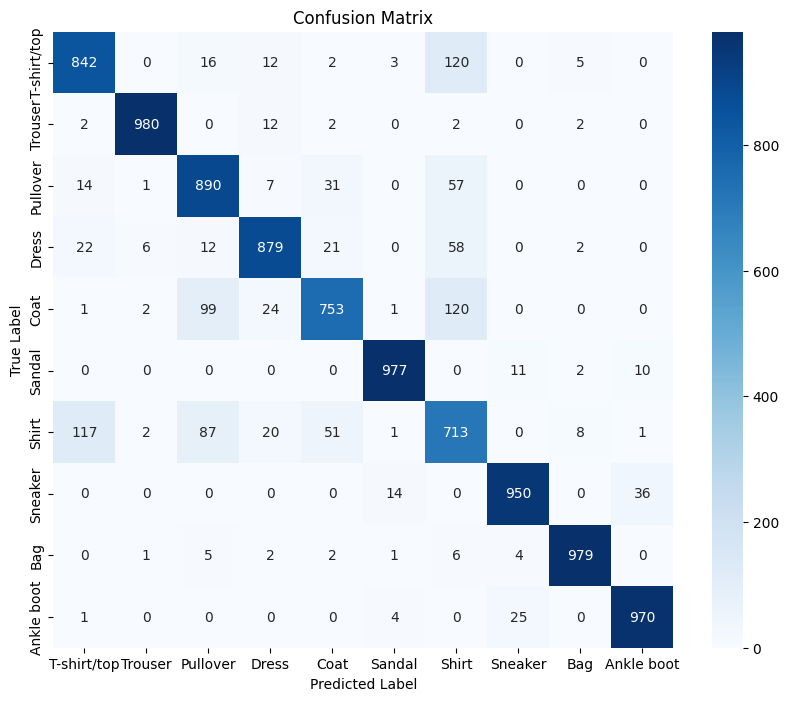 Confusion Matrix
T-shirt/top 842 0 16 12 2 3 120 0 5 0
Trouser 2 980 0 12 2 0 2 0 2 0
Pullover 14 1 890 7 31 0 57 0 0 0
Dress 22 6 12 879 21 0 58 0 2 0
Coat 1 2 99 24 753 1 120 0 0 0
Sandal 0 0 0 0 0 977 0 11 2 10
Shirt 117 2 87 20 51 1 713 0 8 1
Sneaker 0 0 0 0 0 14 0 950 0 36
Bag 0 1 5 2 2 1 6 4 979 0
Ankle boot 1 0 0 0 0 4 0 25 0 970
T-shirt/top Trouser Pullover Dress Coat Sandal Shirt Sneaker Bag Ankle boot
Predicted Label
True Label
800
600
400
200
0